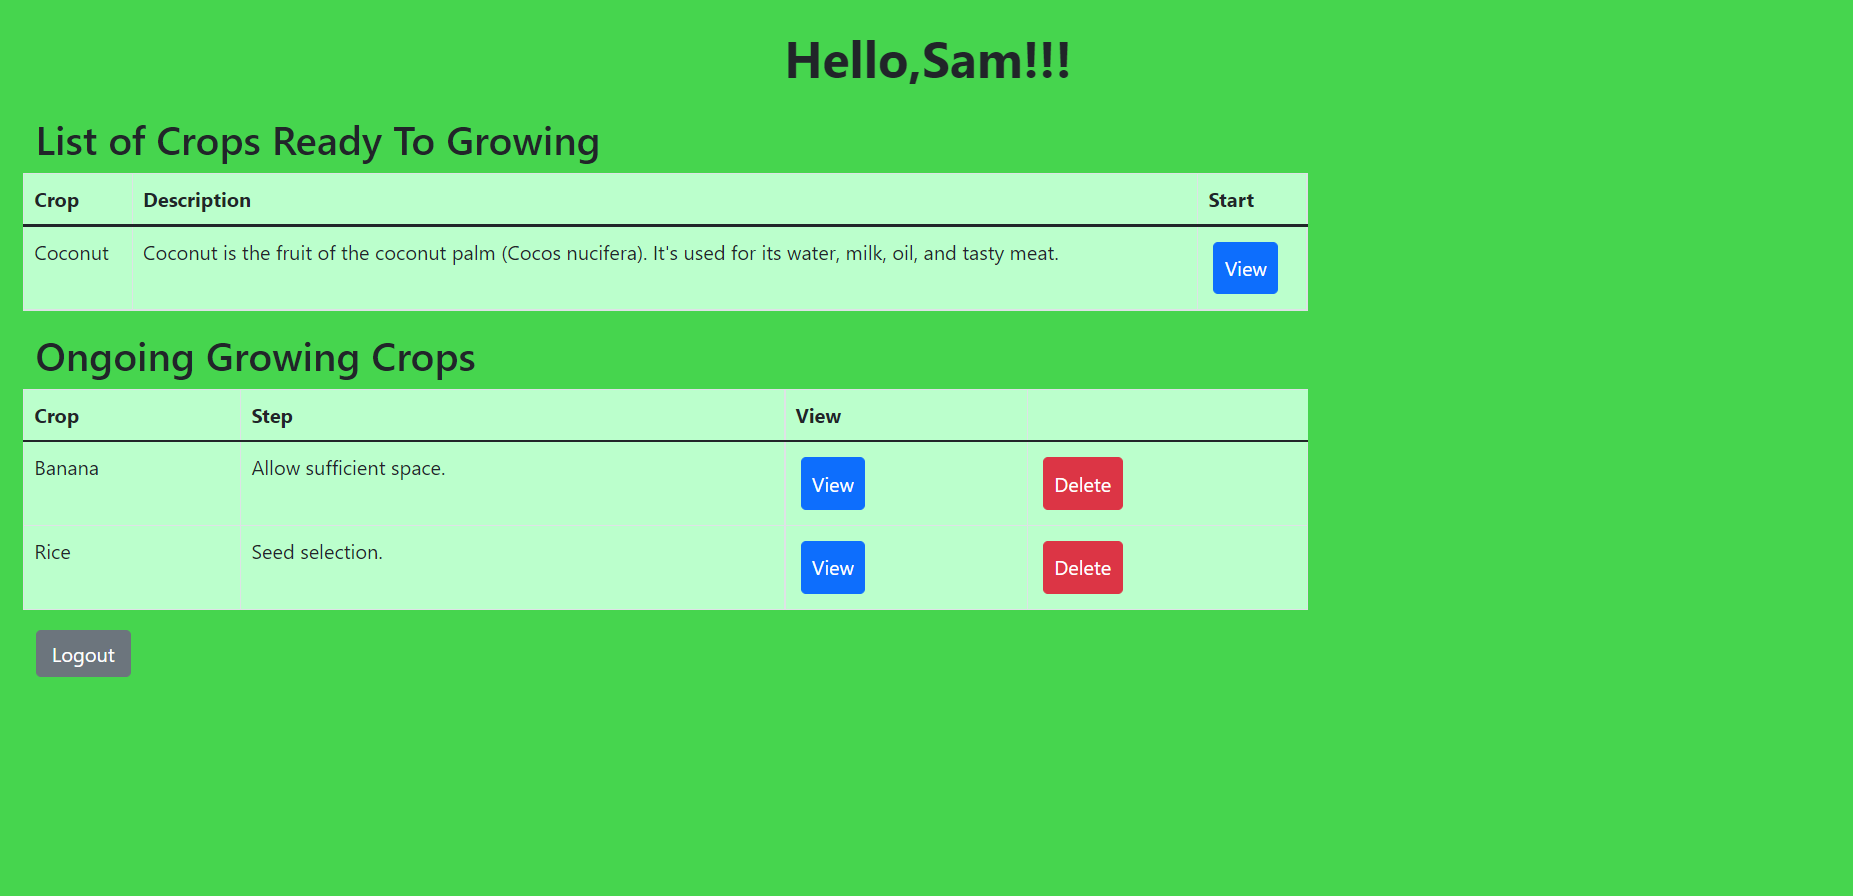 Hello,Sam!!!
List of Crops Ready To Growing
Crop Description Start
Coconut Coconut is the fruit of the coconut palm (Cocos nucifera). It's used for its water, milk, oil, and tasty meat. View
Ongoing Growing Crops
Crop Step View
Banana Allow sufficient space. View Delete
Rice Seed selection. View Delete
Logout